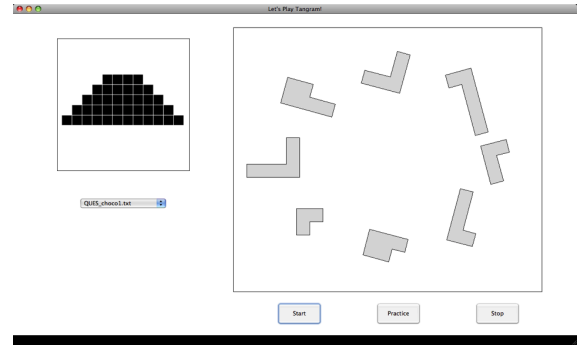 Let's Play Tangram!
QUES_choco1.txt
Start
Practice
Stop